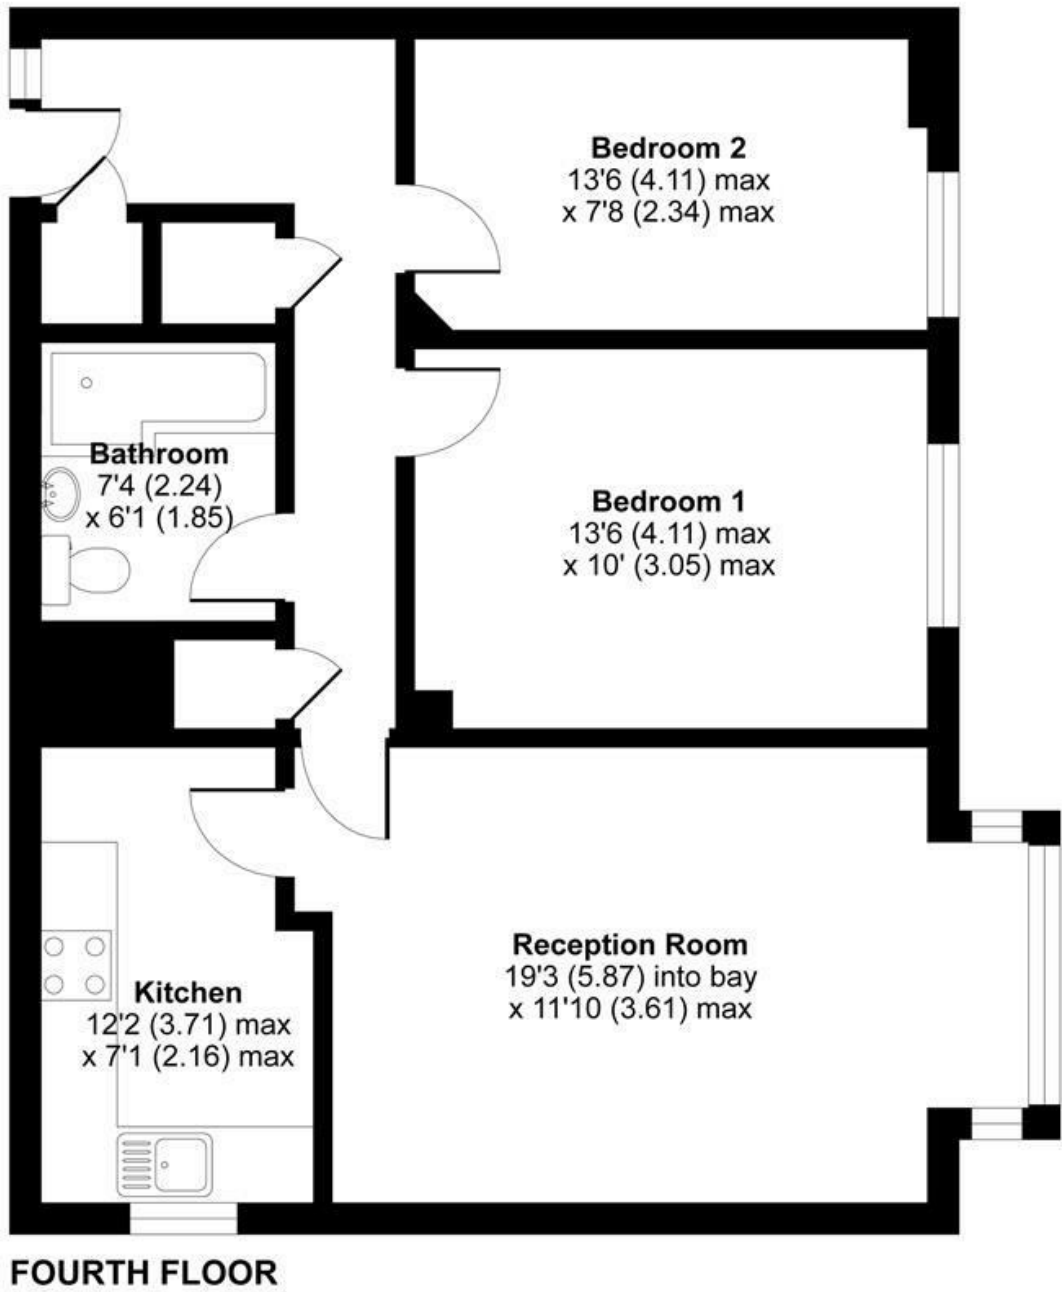 Bedroom 2
13'6 (4.11) max
x 7'8 (2.34) max
Bathroom
7'4 (2.24)
x 6'1 (1.85)
Bedroom 1
13'6 (4.11) max
x 10' (3.05) max
Reception Room
19'3 (5.87) into bay
x 11'10 (3.61) max
Kitchen
12'2 (3.71) max
x 7'1 (2.16) max
FOURTH FLOOR